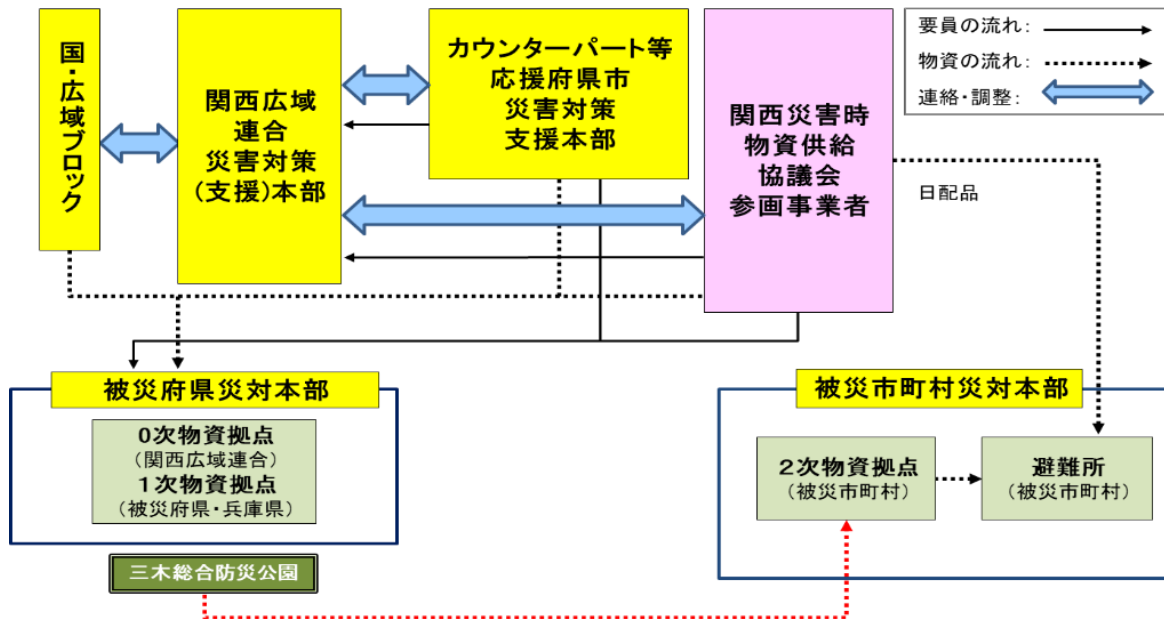 国・広域ブロック
関西広域
連合
災害対策
(支援)本部
カウンターパート等
応援府県市
災害対策
支援本部
関西災害時
物資供給
協議会
参画事業者
要員の流れ：
物資の流れ：
連絡・調整：
日配品
被災府県災対本部
0次物資拠点
(関西広域連合)
1次物資拠点
(被災府県・兵庫県)
三木総合防災公園
被災市町村災対本部
2次物資拠点
(被災市町村)
避難所
(被災市町村)